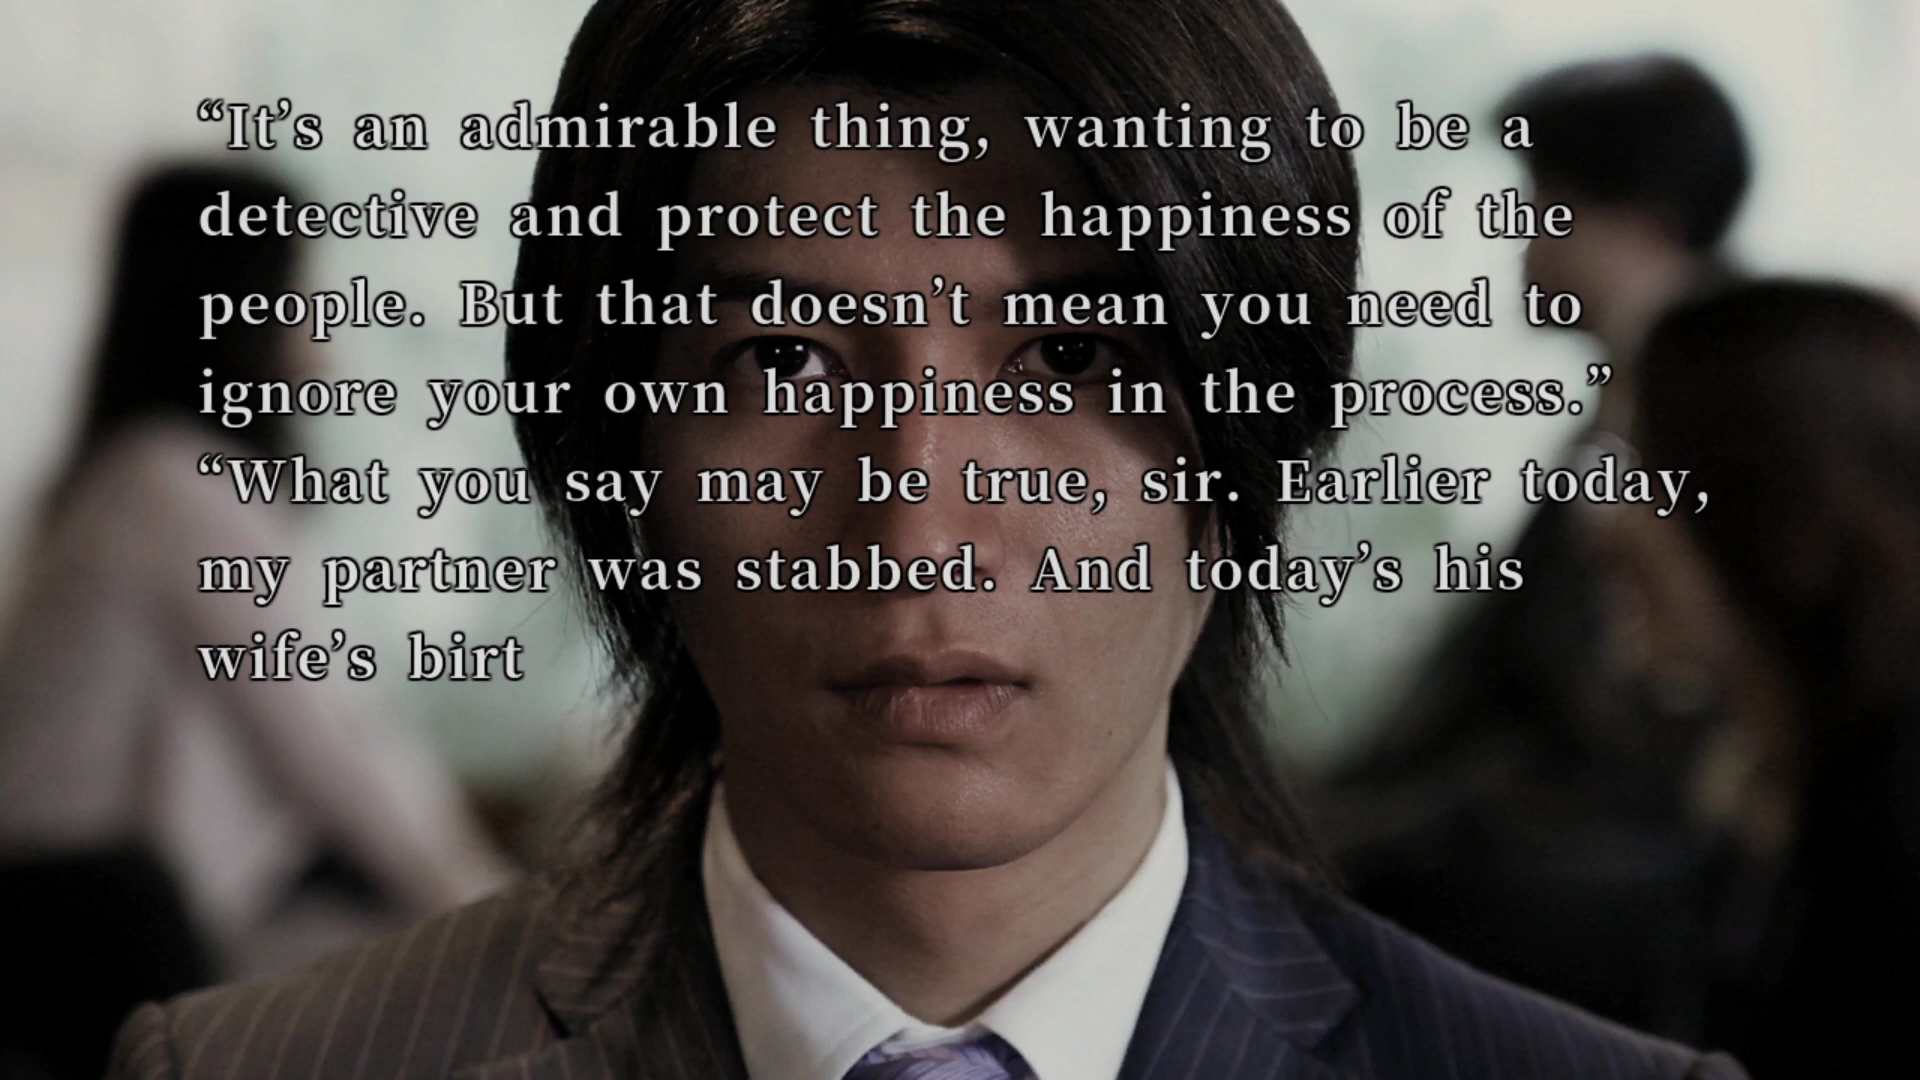 “It’s an admirable thing, wanting to be a
detective and protect the happiness of the
people. But that doesn’t mean you need to
ignore your own happiness in the process.”
“What you say may be true, sir. Earlier today,
my partner was stabbed. And today’s his
wife’s birt